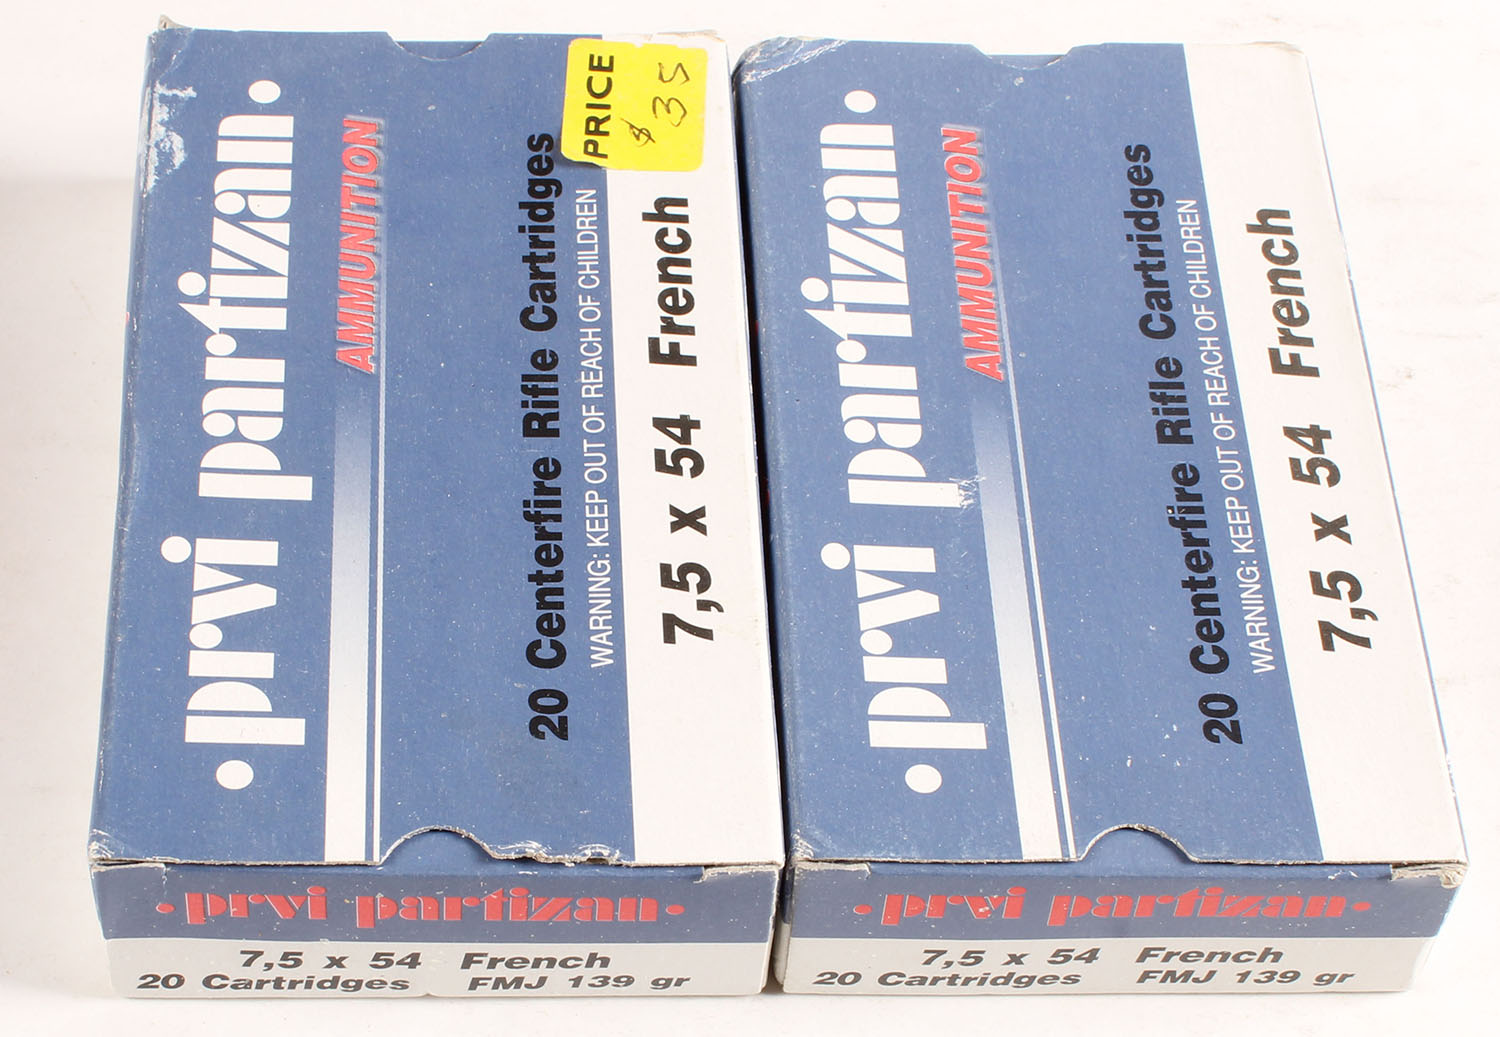 • prvi partizan •
AMMUNITION
20 Centerfire Rifle Cartridges
WARNING: KEEP OUT OF REACH OF CHILDREN
7,5 x 54 French
PRICE
$ 35
• prvi partizan •
7,5 x 54 French
20 Cartridges FMJ 139 gr
• prvi partizan •
AMMUNITION
20 Centerfire Rifle Cartridges
WARNING: KEEP OUT OF REACH OF CHILDREN
7,5 x 54 French
• prvi partizan •
7,5 x 54 French
20 Cartridges FMJ 139 gr